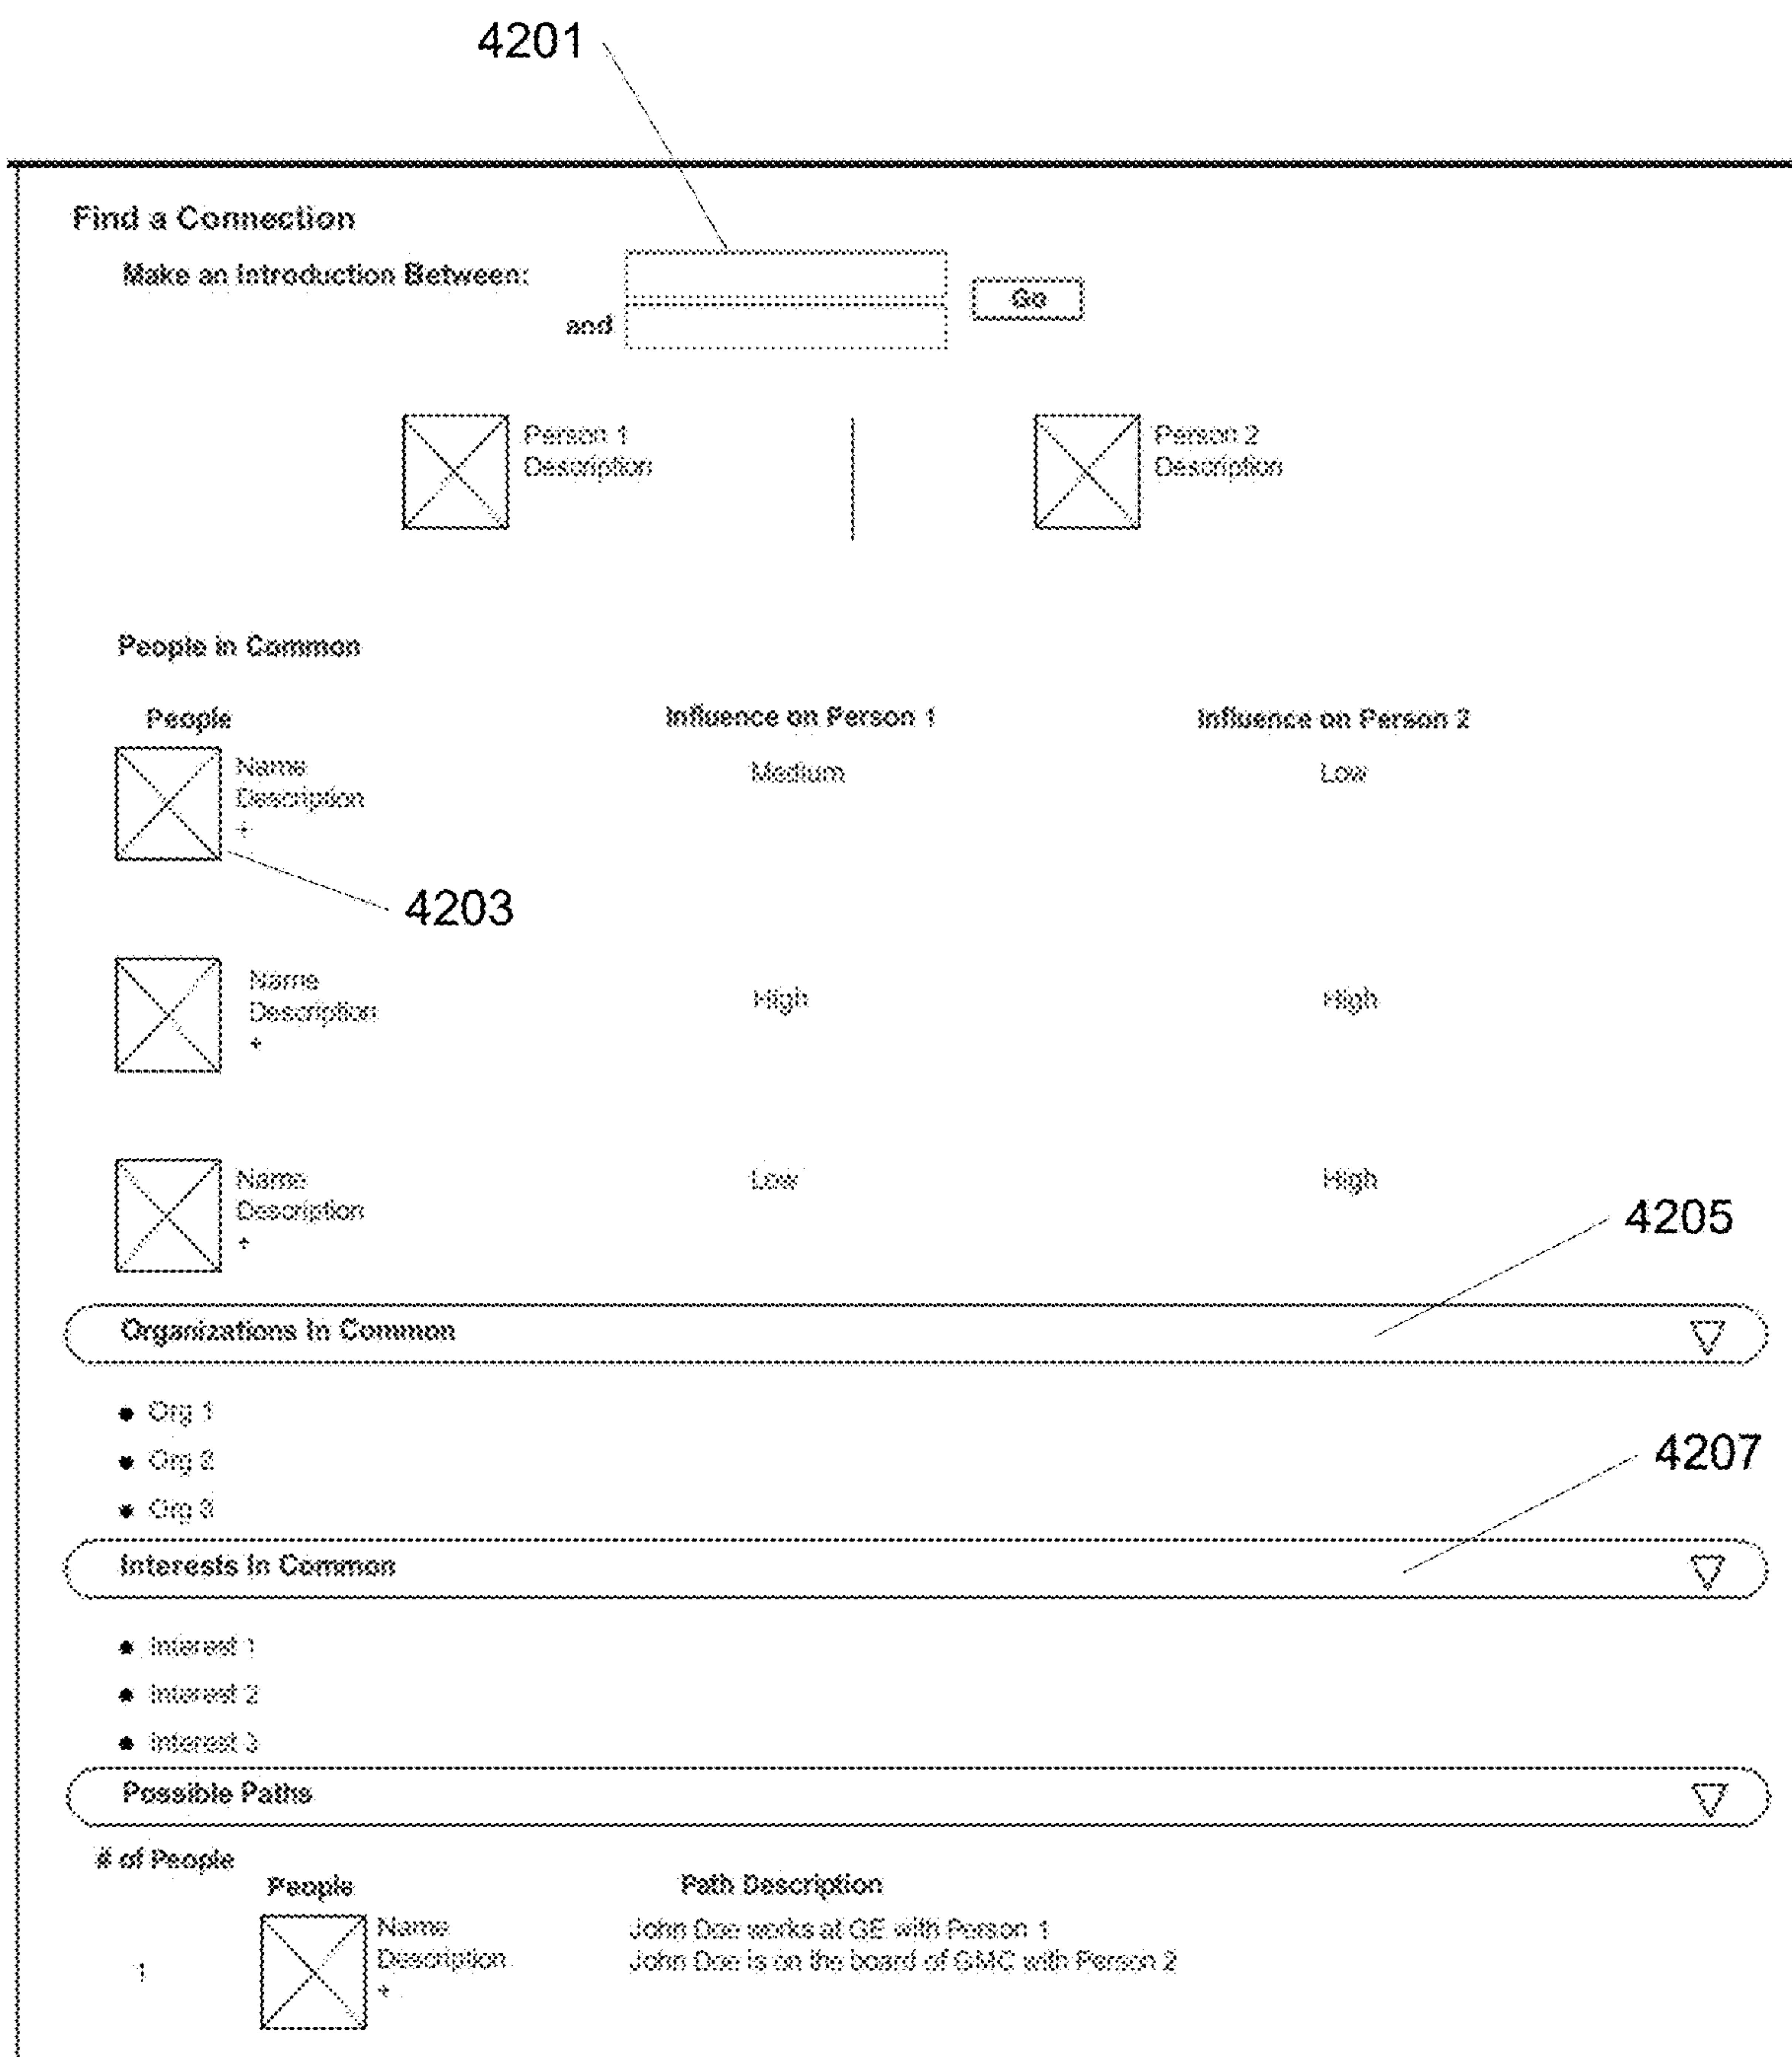 4201
Find a Connection
Make an Introduction Between:
and
Go
Person 1
Description
Person 2
Description
People in Common
People
Influence on Person 1
Influence on Person 2
Name
Description
+
Medium
Low
4203
Name
Description
+
High
High
Name
Description
+
Low
High
4205
Organizations In Common
Org 1
Org 2
Org 3
4207
Interests In Common
Interest 1
Interest 2
Interest 3
Possible Paths
# of People
People
Path Description
1
Name
Description
+
John Doe works at GE with Person 1
John Doe is on the board of GMC with Person 2